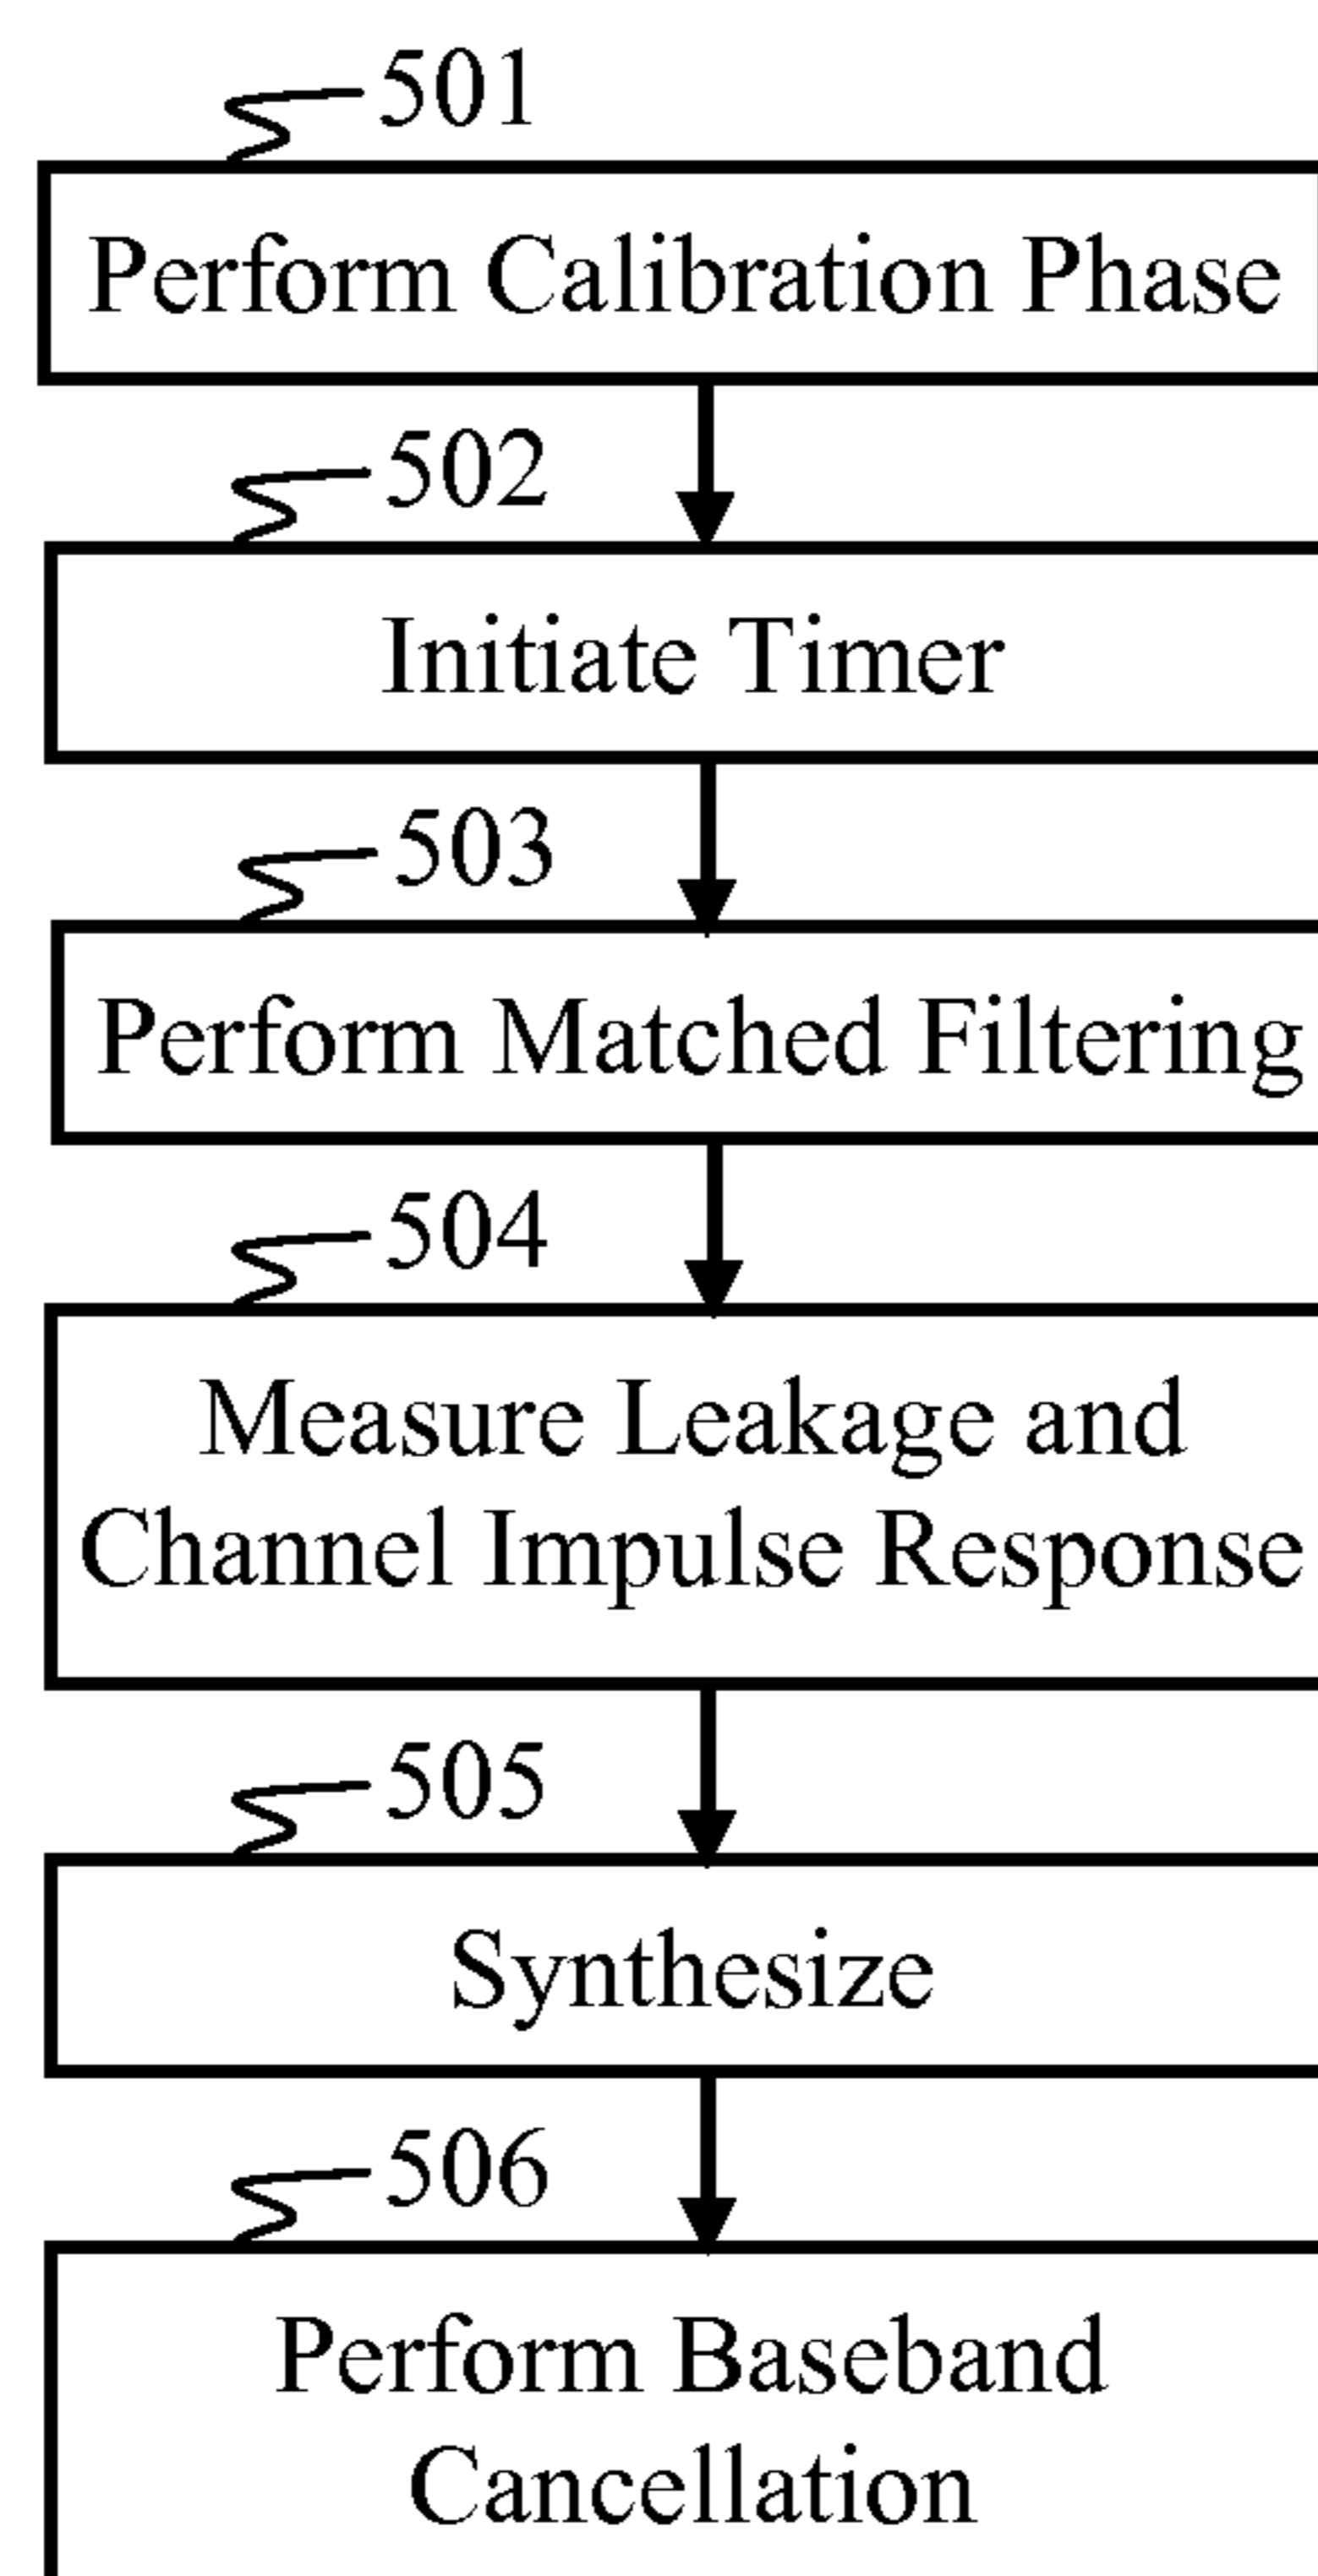 501
Perform Calibration Phase
502
Initiate Timer
503
Perform Matched Filtering
504
Measure Leakage and
Channel Impulse Response
505
Synthesize
506
Perform Baseband
Cancellation